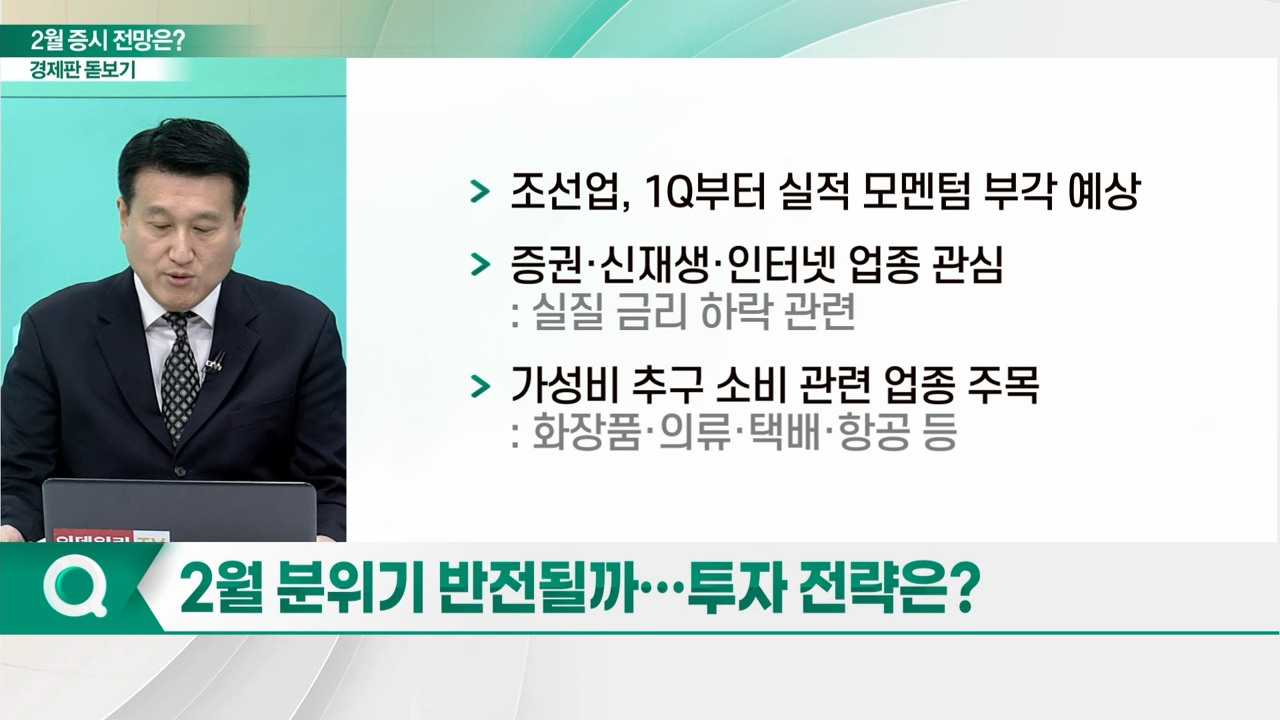 2월 증시 전망은?
경제판 돋보기
> 조선업, 1Q부터 실적 모멘텀 부각 예상
> 증권·신재생·인터넷 업종 관심
: 실질 금리 하락 관련
> 가성비 추구 소비 관련 업종 주목
: 화장품·의류·택배·항공 등
2월 분위기 반전될까…투자 전략은?